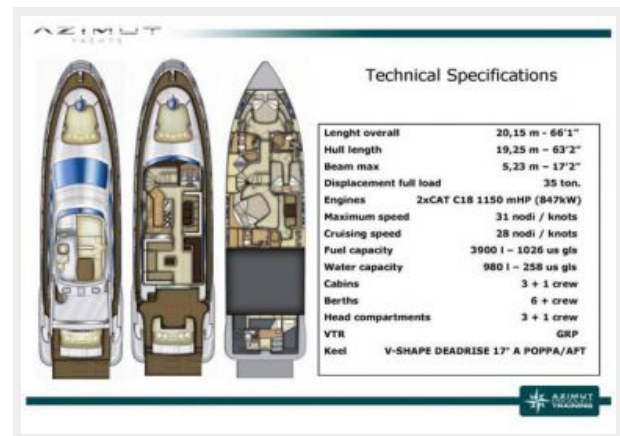 AZIMUT
YACHTS
Technical Specifications
Lenght overall 20,15 m - 66'1"
Hull length 19,25 m – 63'2"
Beam max 5,23 m – 17'2"
Displacement full load 35 ton.
Engines 2xCAT C18 1150 mHP (847kW)
Maximum speed 31 nodi / knots
Cruising speed 28 nodi / knots
Fuel capacity 3900 l – 1026 us gls
Water capacity 980 l – 258 us gls
Cabins 3 + 1 crew
Berths 6 + crew
Head compartments 3 + 1 crew
VTR GRP
Keel V-SHAPE DEADRISE 17° A POPPA/AFT
AZIMUT
TRAINING